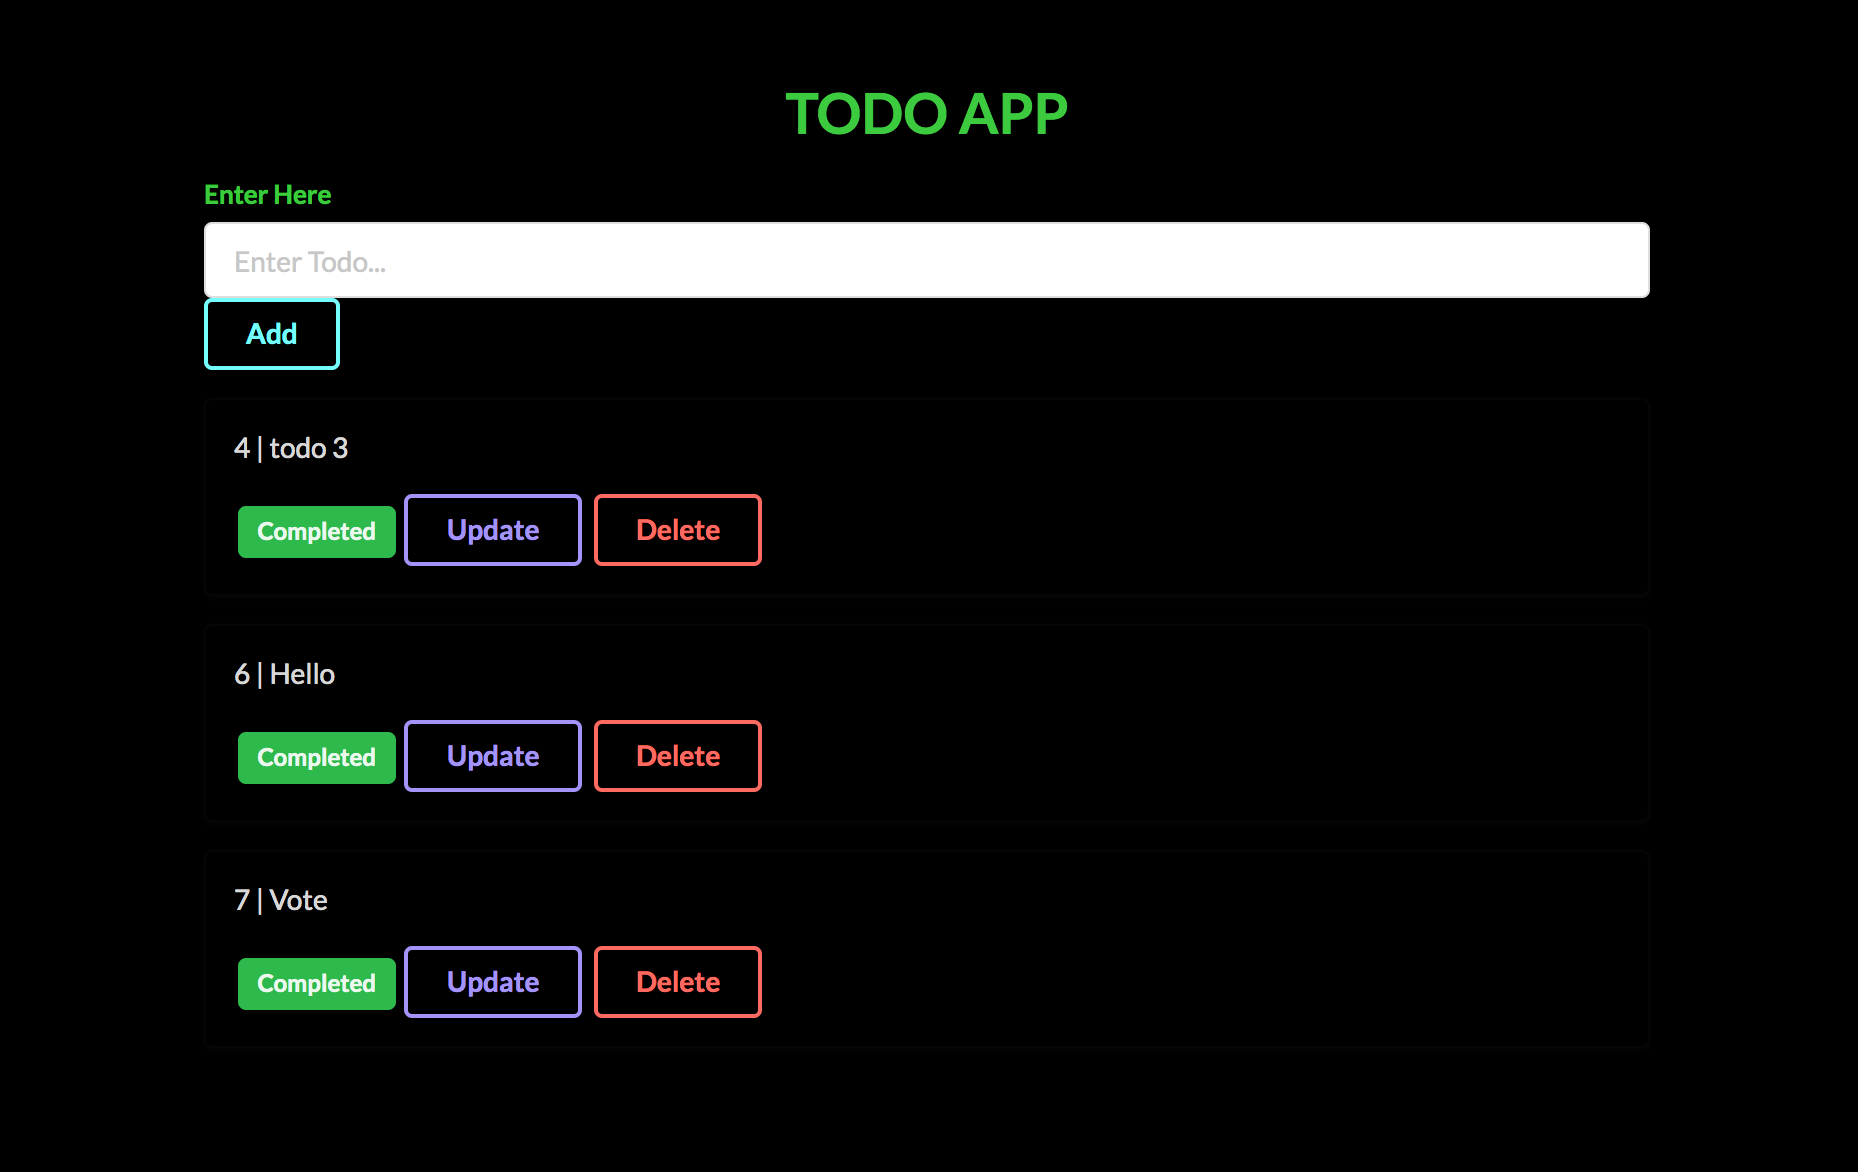 TODO APP
Enter Here
Enter Todo...
Add
4 | todo 3
Completed Update Delete
6 | Hello
Completed Update Delete
7 | Vote
Completed Update Delete